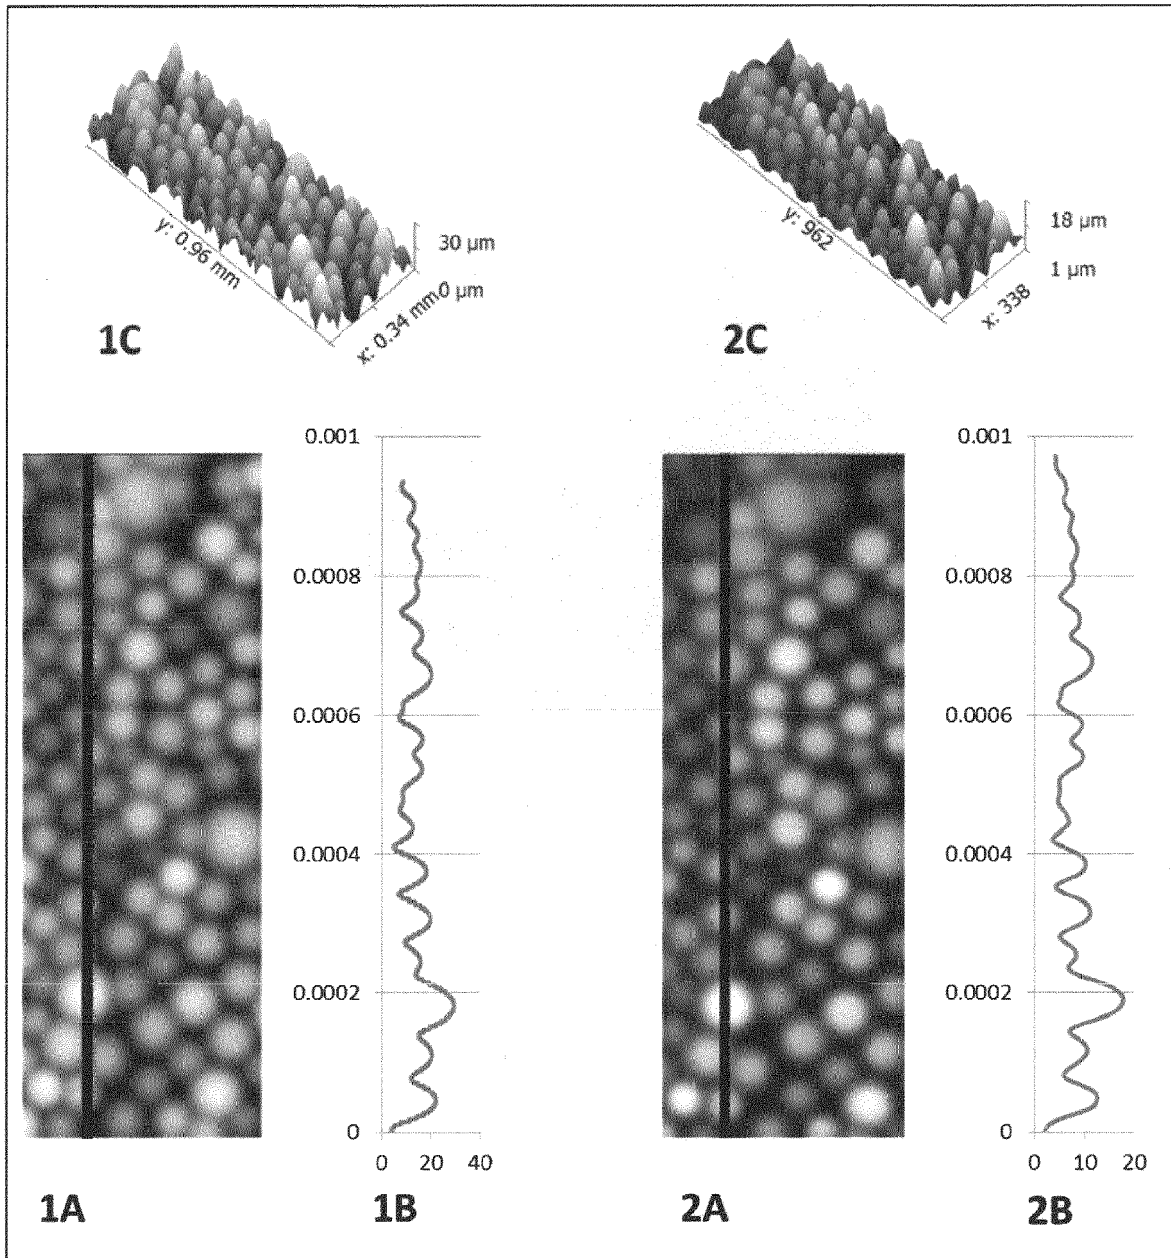 30 µm
0 µm
y: 0.96 mm
x: 0.34 mm
1C
18 µm
1 µm
y: 962
x: 338
2C
0.001
0.0008
0.0006
0.0004
0.0002
0
0 20 40
0.001
0.0008
0.0006
0.0004
0.0002
0
0 10 20
1A
1B
2A
2B